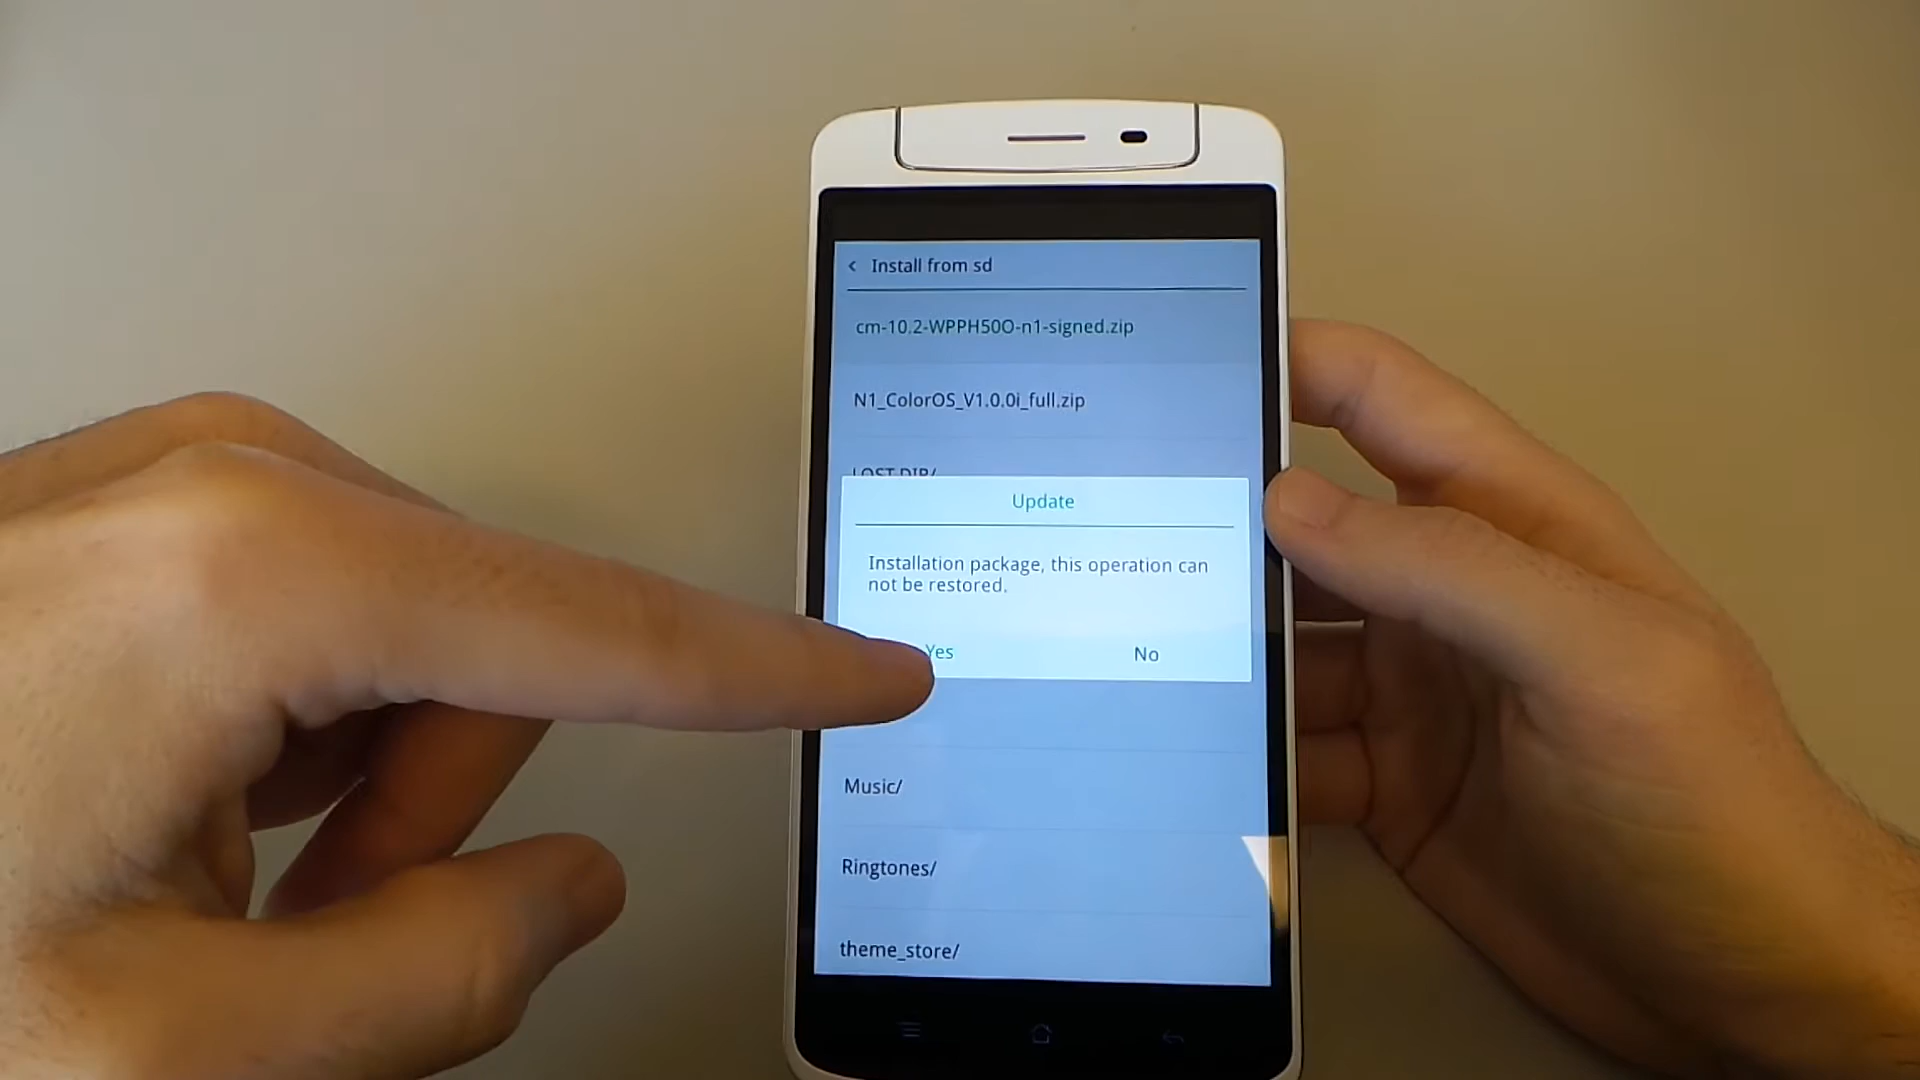 Install from sd
cm-10.2-WPPH50O-n1-signed.zip
N1_ColorOS_V1.0.0i_full.zip
LOST.DIR/
Update
Installation package, this operation can
not be restored.
Yes
No
Music/
Ringtones/
theme_store/